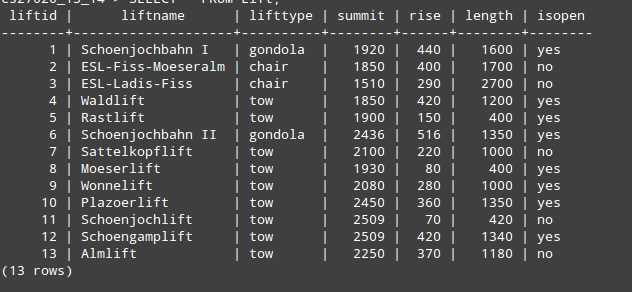 cs27020_13_14-> SELECT * FROM Lift;
liftid | liftname | lifttype | summit | rise | length | isopen
--------+------------------+----------+--------+------+--------+--------
1 | Schoenjochbahn I | gondola | 1920 | 440 | 1600 | yes
2 | ESL-Fiss-Moeseralm | chair | 1850 | 400 | 1700 | no
3 | ESL-Ladis-Fiss | chair | 1510 | 290 | 2700 | no
4 | Waldlift | tow | 1850 | 420 | 1200 | yes
5 | Rastlift | tow | 1900 | 150 | 400 | yes
6 | Schoenjochbahn II | gondola | 2436 | 516 | 1350 | yes
7 | Sattelkopflift | tow | 2100 | 220 | 1000 | no
8 | Moeserlift | tow | 1930 | 80 | 400 | yes
9 | Wonnelift | tow | 2080 | 280 | 1000 | yes
10 | Plazoerlift | tow | 2450 | 360 | 1350 | yes
11 | Schoenjochlift | tow | 2509 | 70 | 420 | no
12 | Schoengamplift | tow | 2509 | 420 | 1340 | yes
13 | Almlift | tow | 2250 | 370 | 1180 | no
(13 rows)